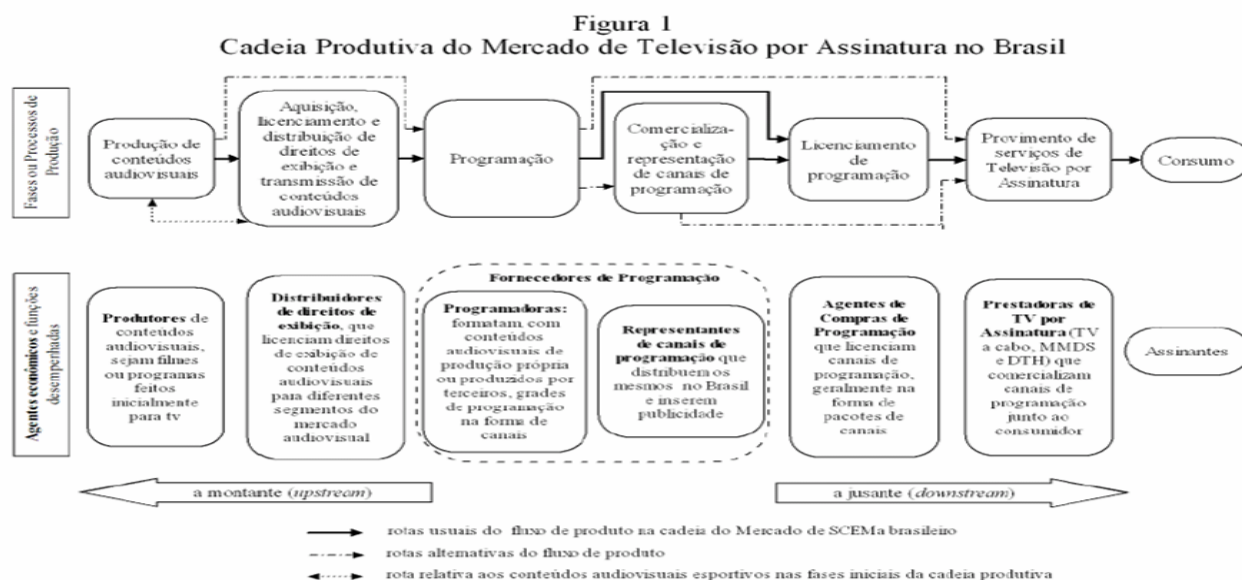 Figura 1
Cadeia Produtiva do Mercado de Televisão por Assinatura no Brasil
Fases ou Processos de
Produção
Produção de
conteúdos
audiovisuais
Aquisição,
licenciamento e
distribuição de
direitos de
exibição e
transmissão de
conteúdos
audiovisuais
Programação
Comercializa-
ção e
representação
de canais de
programação
Licenciamento
de
programação
Provimento de
serviços de
Televisão por
Assinatura
Consumo
Agentes econômicos e funções
desempenhadas
Produtores de
conteúdos
audiovisuais,
sejam filmes
ou programas
feitos
inicialmente
para tv
Distribuidores
de direitos de
exibição, que
licenciam direitos
de exibição de
conteúdos
audiovisuais
para diferentes
segmentos do
mercado
audiovisual
Fornecedores de Programação
Programadoras:
formatam com
conteúdos
audiovisuais de
produção própria
ou produzidos por
terceiros, grades
de programação
na forma de
canais
Representantes
de canais de
programação que
distribuem os
mesmos no Brasil
e inserem
publicidade
Agentes de
Compras de
Programação
que licenciam
canais de
programação,
geralmente na
forma de
pacotes de
canais
Prestadoras de
TV por
Assinatura (TV
a cabo, MMDS
e DTH) que
comercializam
canais de
programação
junto ao
consumidor
Assinantes
a montante (upstream)
a jusante (downstream)
rotas usuais do fluxo de produto na cadeia do Mercado de SCEMa brasileiro
rotas alternativas do fluxo de produto
rota relativa aos conteúdos audiovisuais esportivos nas fases iniciais da cadeia produtiva